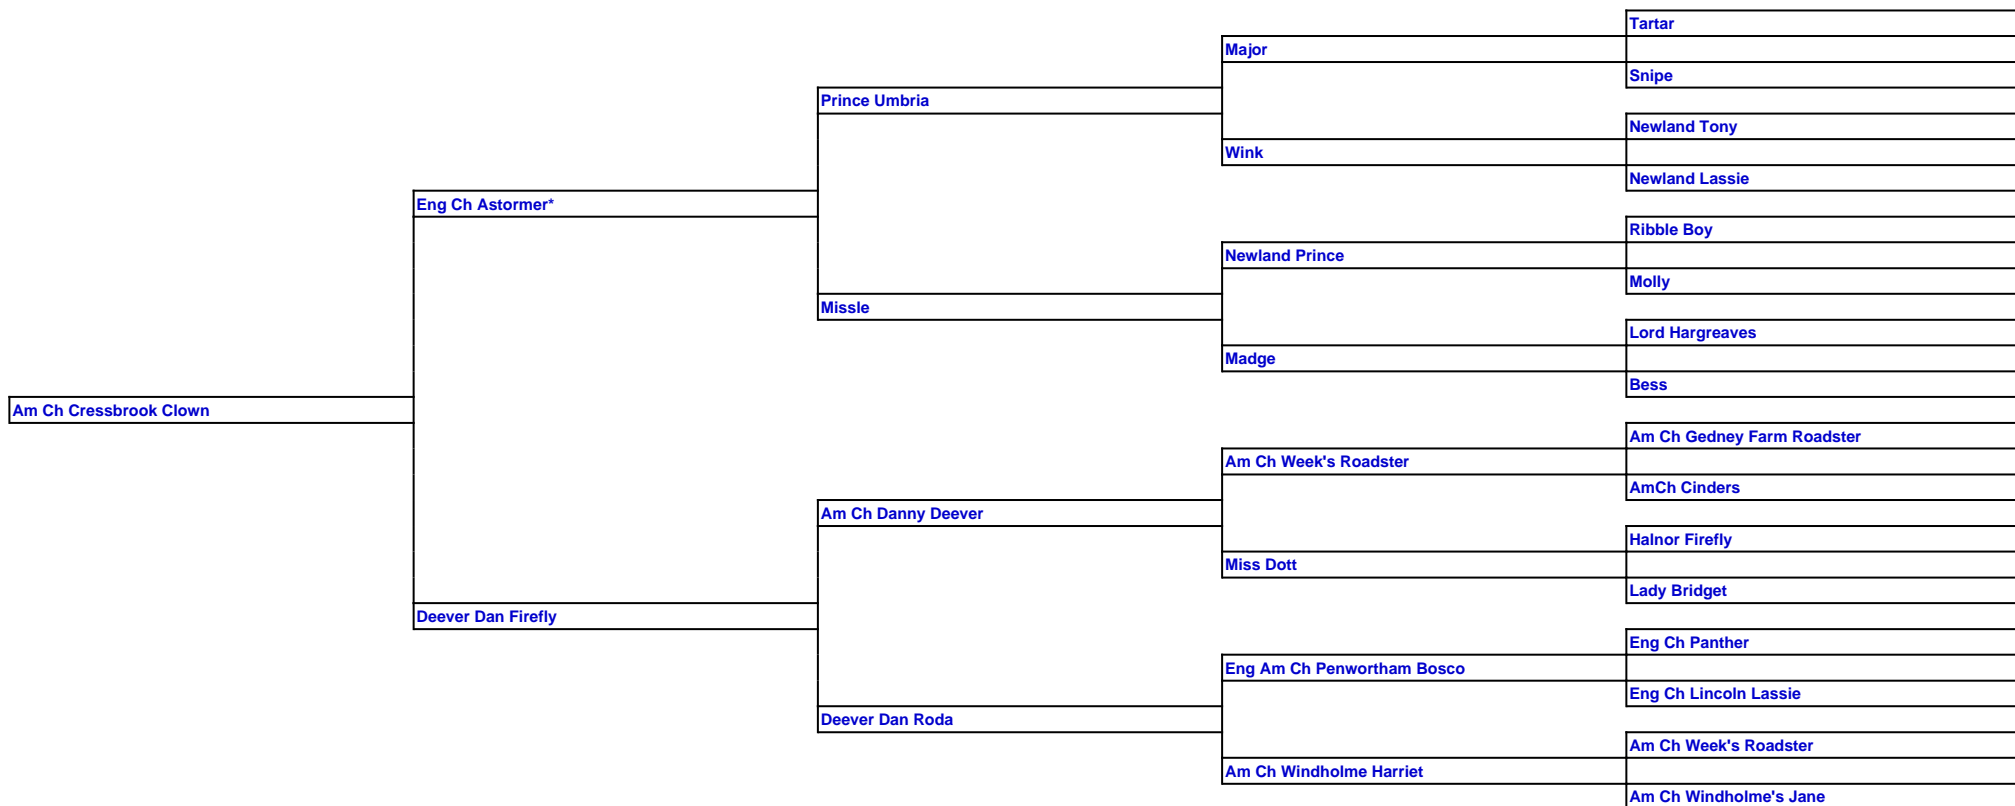 Tartar
Major
Snipe
Prince Umbria
Newland Tony
Wink
Newland Lassie
Eng Ch Astormer*
Ribble Boy
Newland Prince
Molly
Missle
Lord Hargreaves
Madge
Bess
Am Ch Cressbrook Clown
Am Ch Gedney Farm Roadster
Am Ch Week's Roadster
AmCh Cinders
Am Ch Danny Deever
Halnor Firefly
Miss Dott
Lady Bridget
Deever Dan Firefly
Eng Ch Panther
Eng Am Ch Penwortham Bosco
Eng Ch Lincoln Lassie
Deever Dan Roda
Am Ch Week's Roadster
Am Ch Windholme Harriet
Am Ch Windholme's Jane